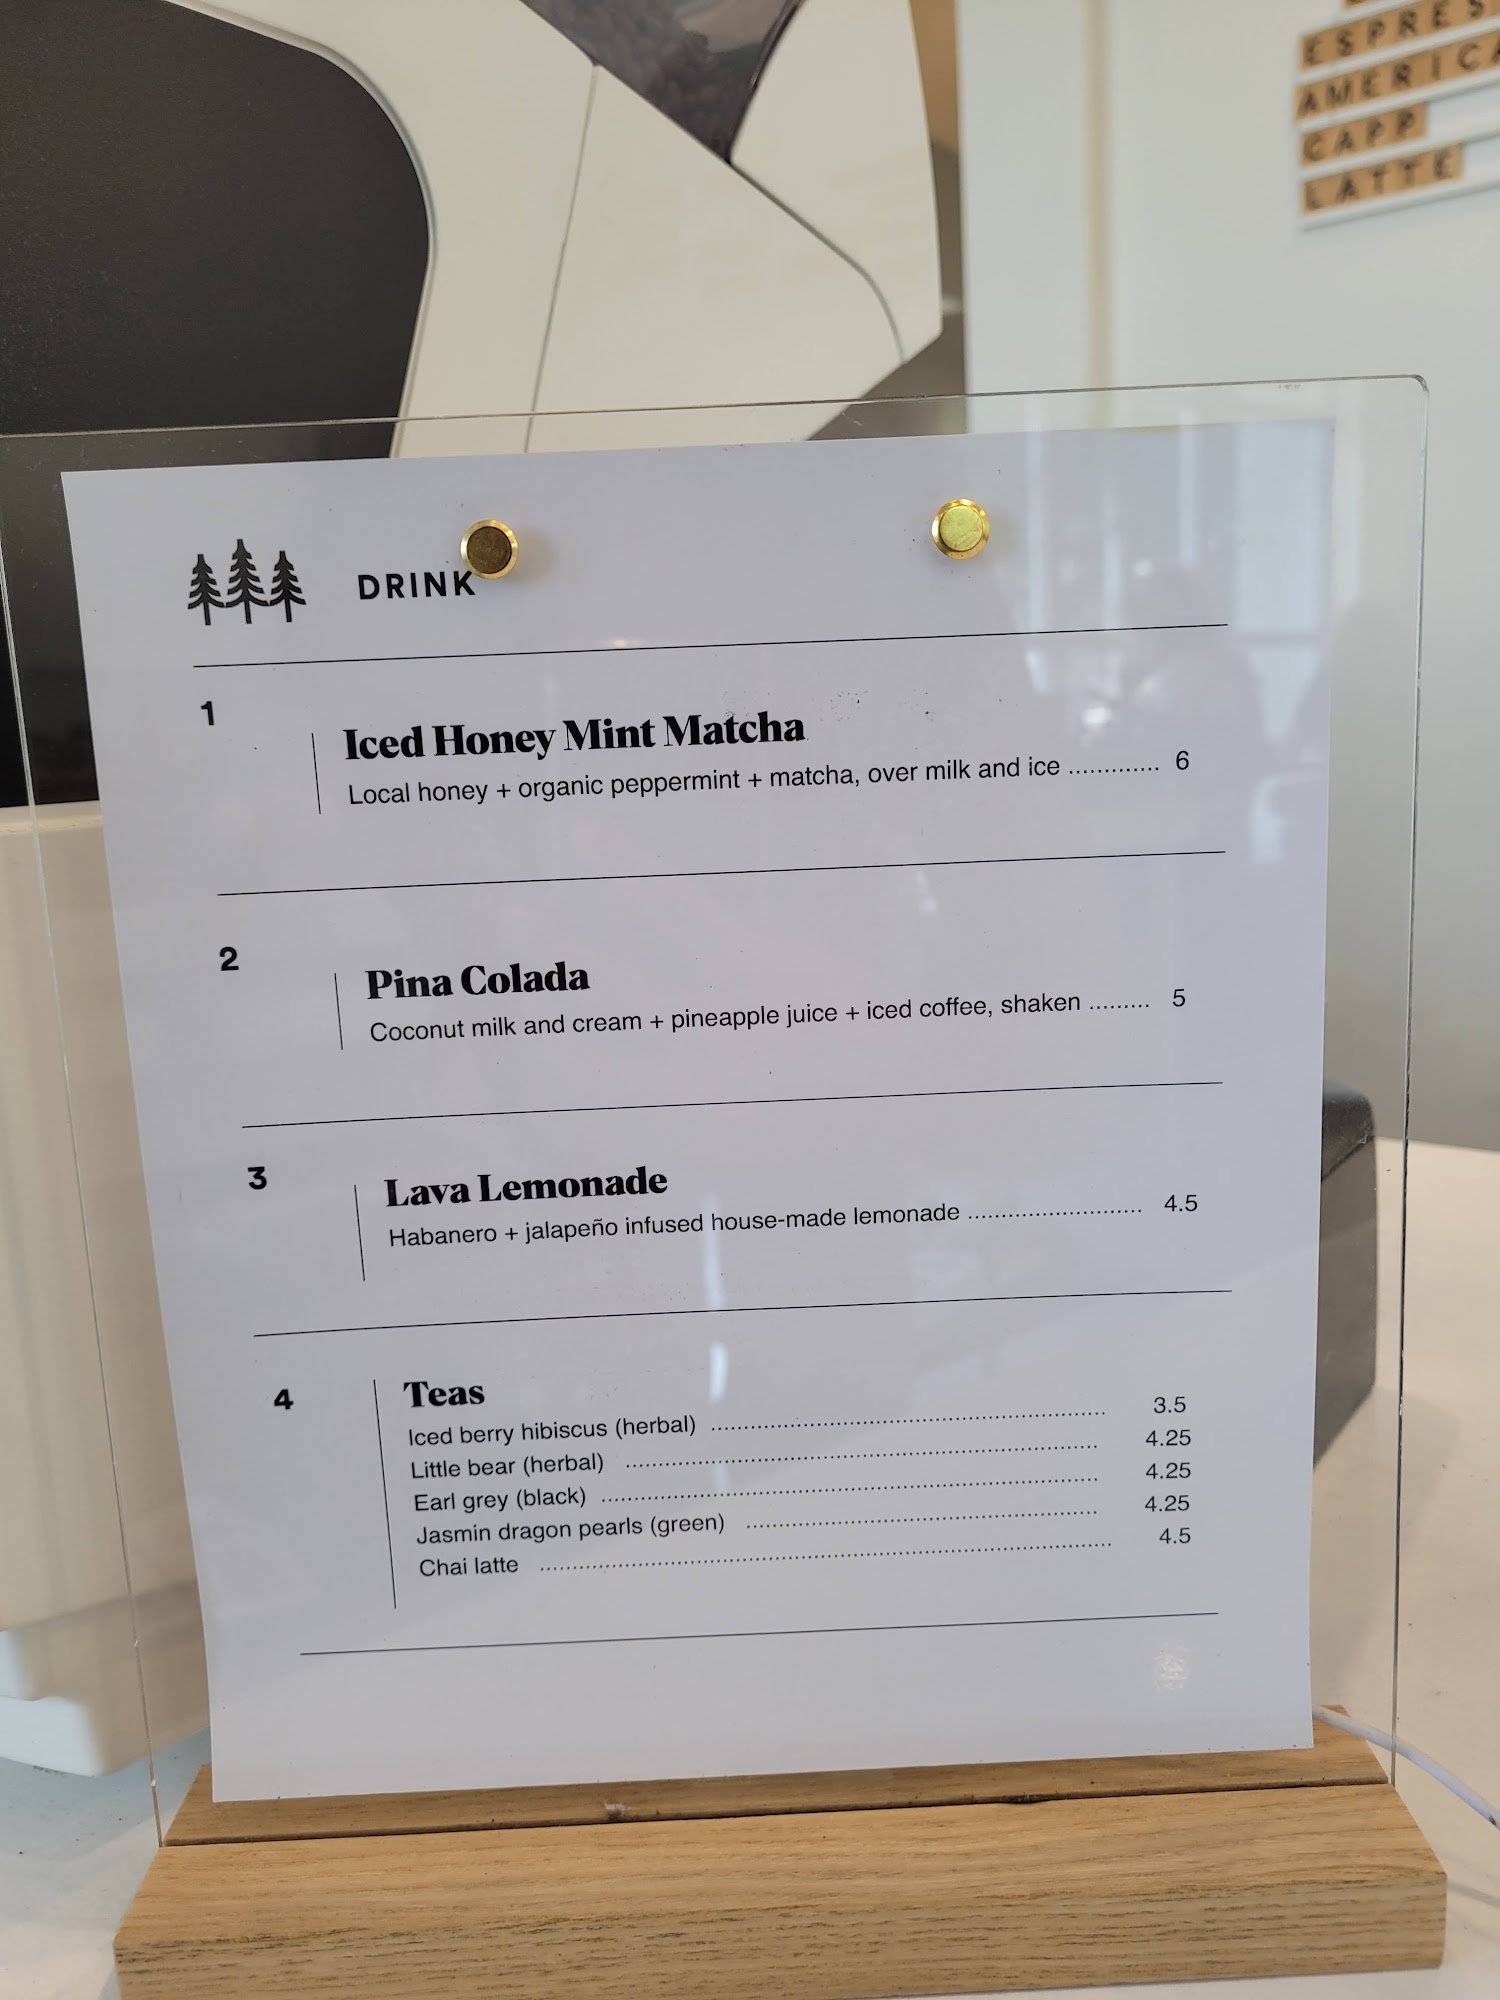 LATTE
CAPP
DRINK
1
Iced Honey Mint Matcha
Local honey + organic peppermint + matcha, over milk and ice ............. 6
2
Pina Colada
Coconut milk and cream + pineapple juice + iced coffee, shaken ......... 5
3
Lava Lemonade
Habanero + jalapeño infused house-made lemonade .......................... 4.5
4
Teas
Iced berry hibiscus (herbal) .......................................................... 3.5
Little bear (herbal) ....................................................................... 4.25
Earl grey (black) ........................................................................... 4.25
Jasmin dragon pearls (green) ..................................................... 4.25
Chai latte ...................................................................................... 4.5